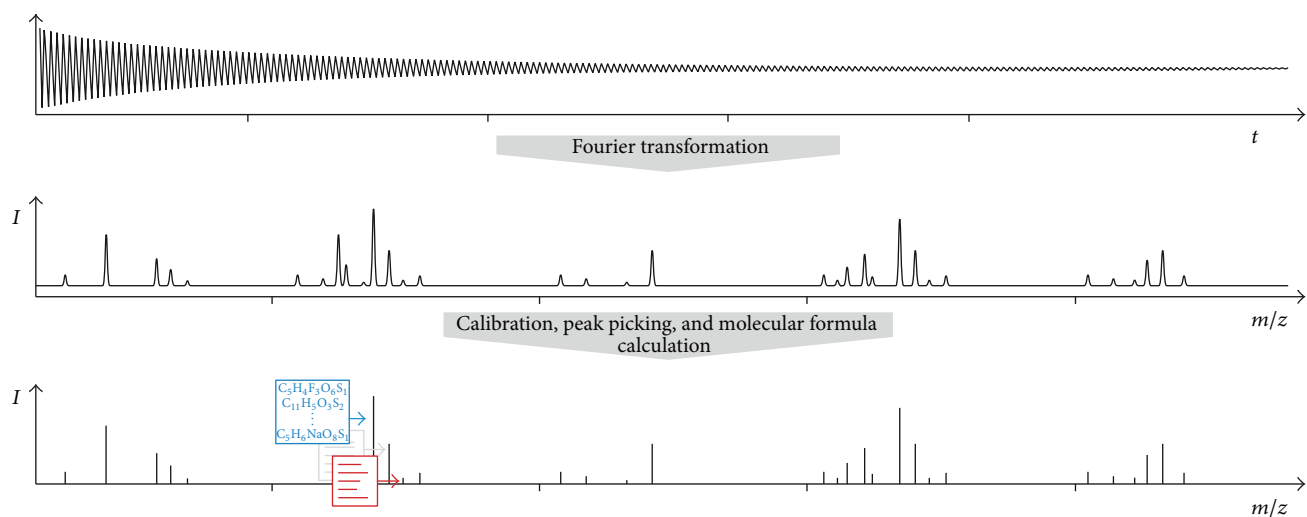 t
Fourier transformation
I
m/z
Calibration, peak picking, and molecular formula
calculation
I
C₅H₄F₃O₆S₁
C₁₁H₅O₃S₂
⋮
C₅H₆NaO₈S₁
m/z